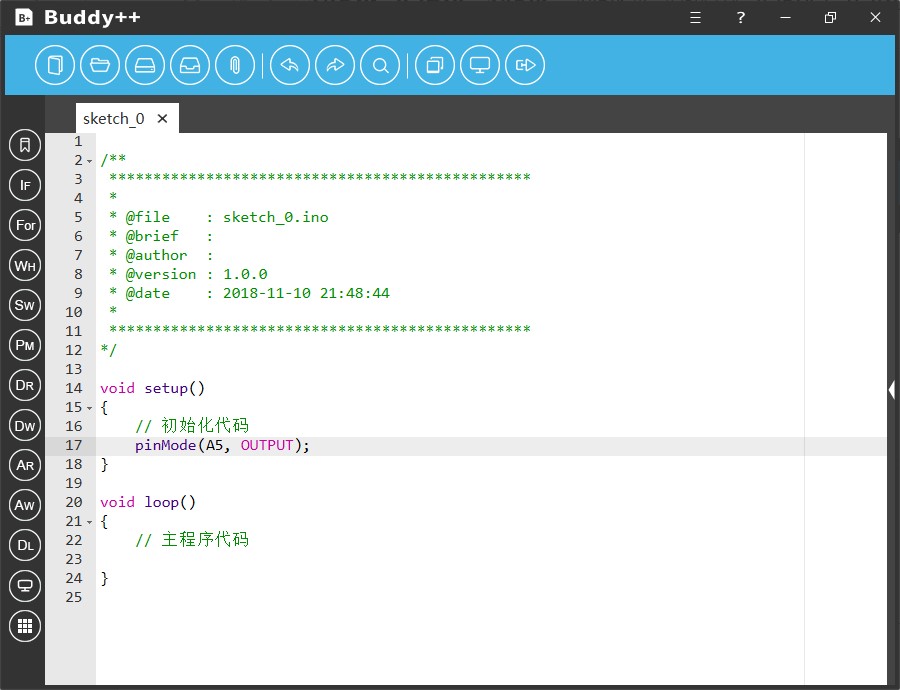 B+ Buddy++ ?
sketch_0
1
2 /**
3 ************************************************
4 *
5 * @file : sketch_0.ino
6 * @brief :
7 * @author :
8 * @version : 1.0.0
9 * @date : 2018-11-10 21:48:44
10 *
11 ************************************************
12 */
13
14 void setup()
15 {
16 // 初始化代码
17 pinMode(A5, OUTPUT);
18 }
19
20 void loop()
21 {
22 // 主程序代码
23
24 }
25
IF
For
WH
SW
PM
DR
DW
AR
AW
DL